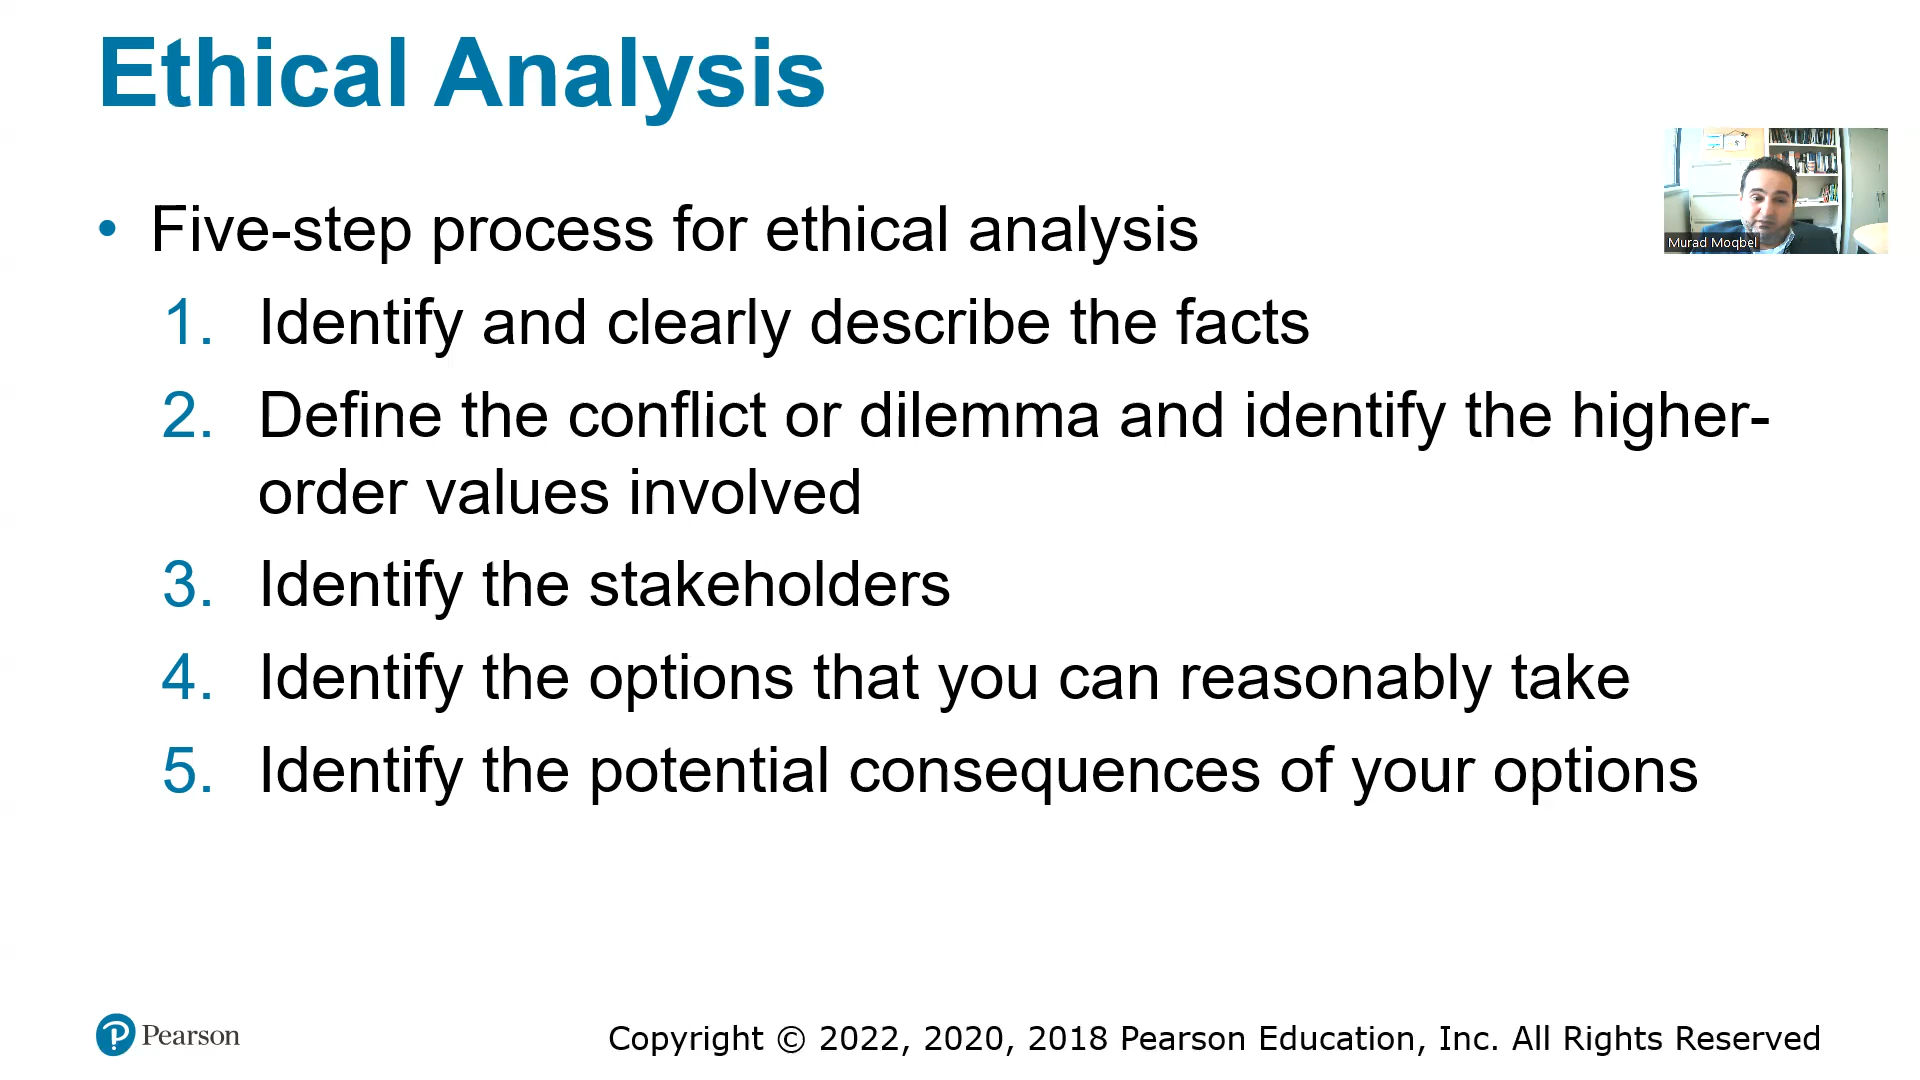 Ethical Analysis
• Five-step process for ethical analysis
1. Identify and clearly describe the facts
2. Define the conflict or dilemma and identify the higher-
order values involved
3. Identify the stakeholders
4. Identify the options that you can reasonably take
5. Identify the potential consequences of your options
Murad Moqbel
Pearson
Copyright © 2022, 2020, 2018 Pearson Education, Inc. All Rights Reserved